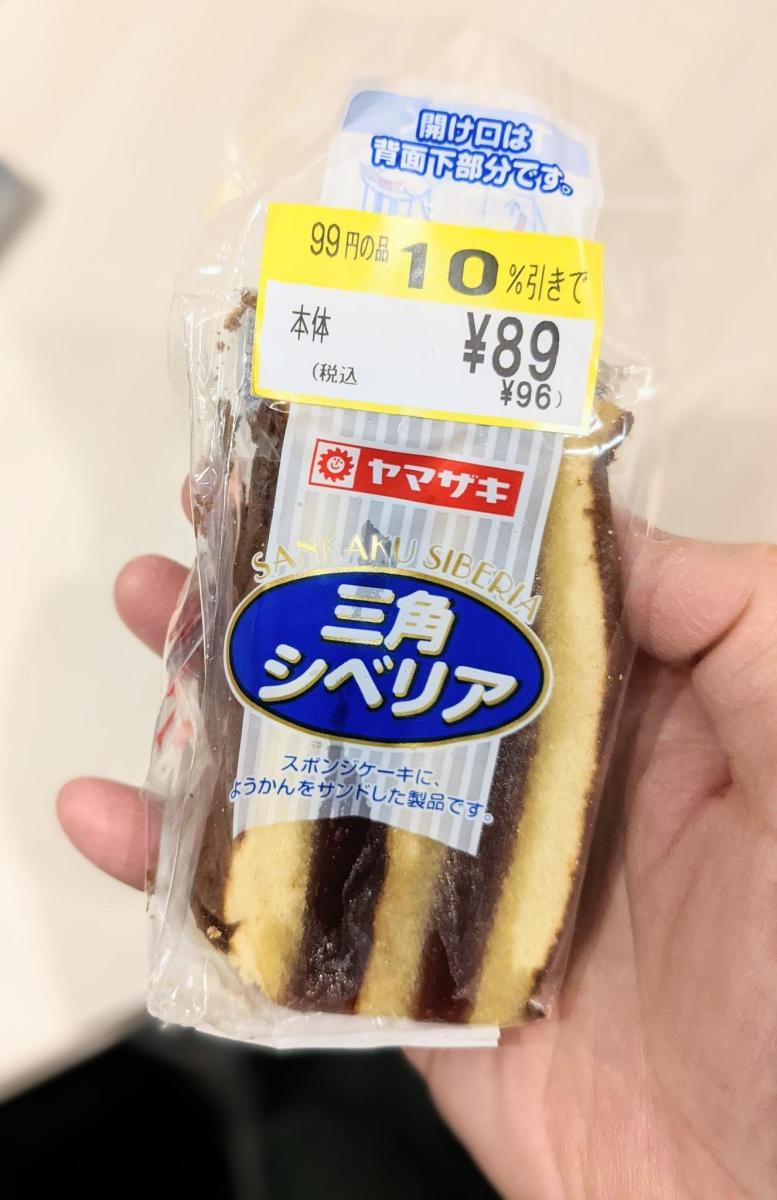 開け口は
背面下部分です。
99円の品 10%引きで
本体 ¥89
(税込 ¥96)
ヤマザキ
SANKAKU SIBERIA
三角
シベリア
スポンジケーキに、
ようかんをサンドした製品です。